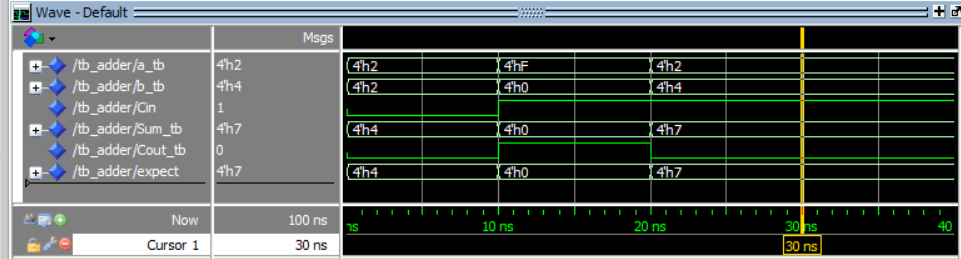 Wave - Default
Msgs
/tb_adder/a_tb 4'h2 4'h2 4'hF 4'h2
/tb_adder/b_tb 4'h4 4'h2 4'h0 4'h4
/tb_adder/Cin 1
/tb_adder/Sum_tb 4'h7 4'h4 4'h0 4'h7
/tb_adder/Cout_tb 0
/tb_adder/expect 4'h7 4'h4 4'h0 4'h7
Now 100 ns ns 10 ns 20 ns 30 ns 40
Cursor 1 30 ns 30 ns